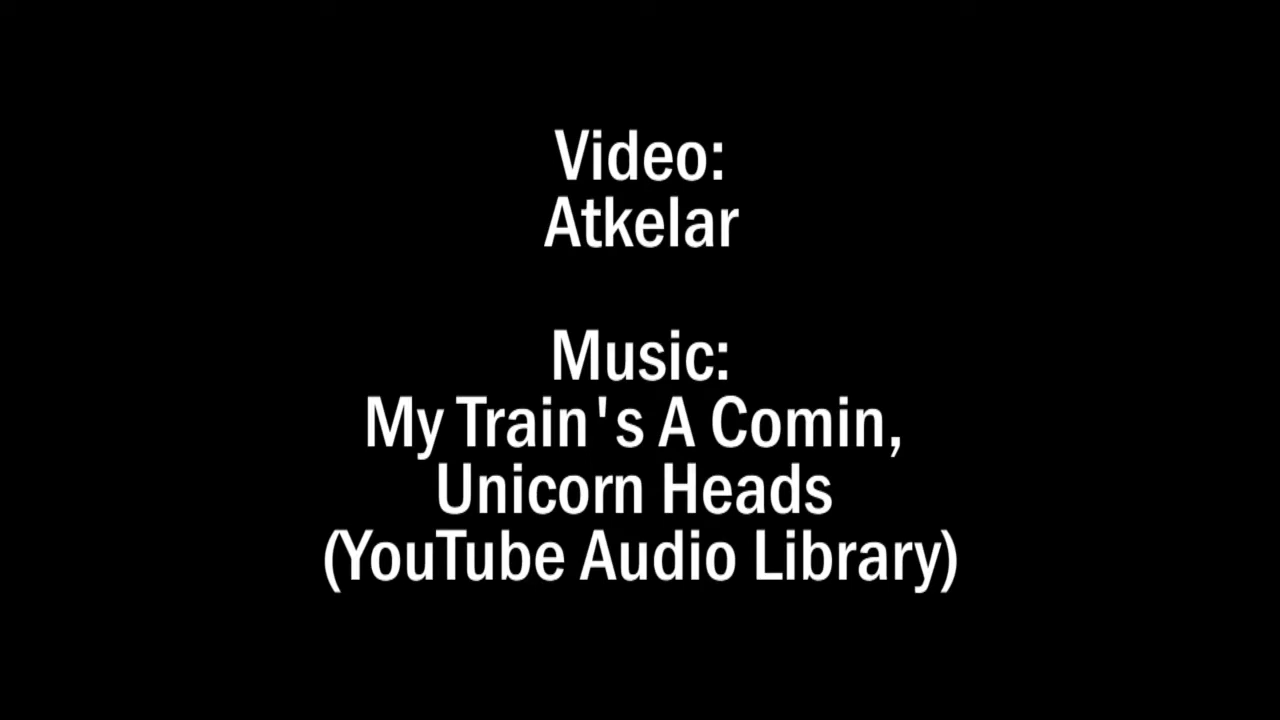 Video:
Atkelar
Music:
My Train's A Comin,
Unicorn Heads
(YouTube Audio Library)